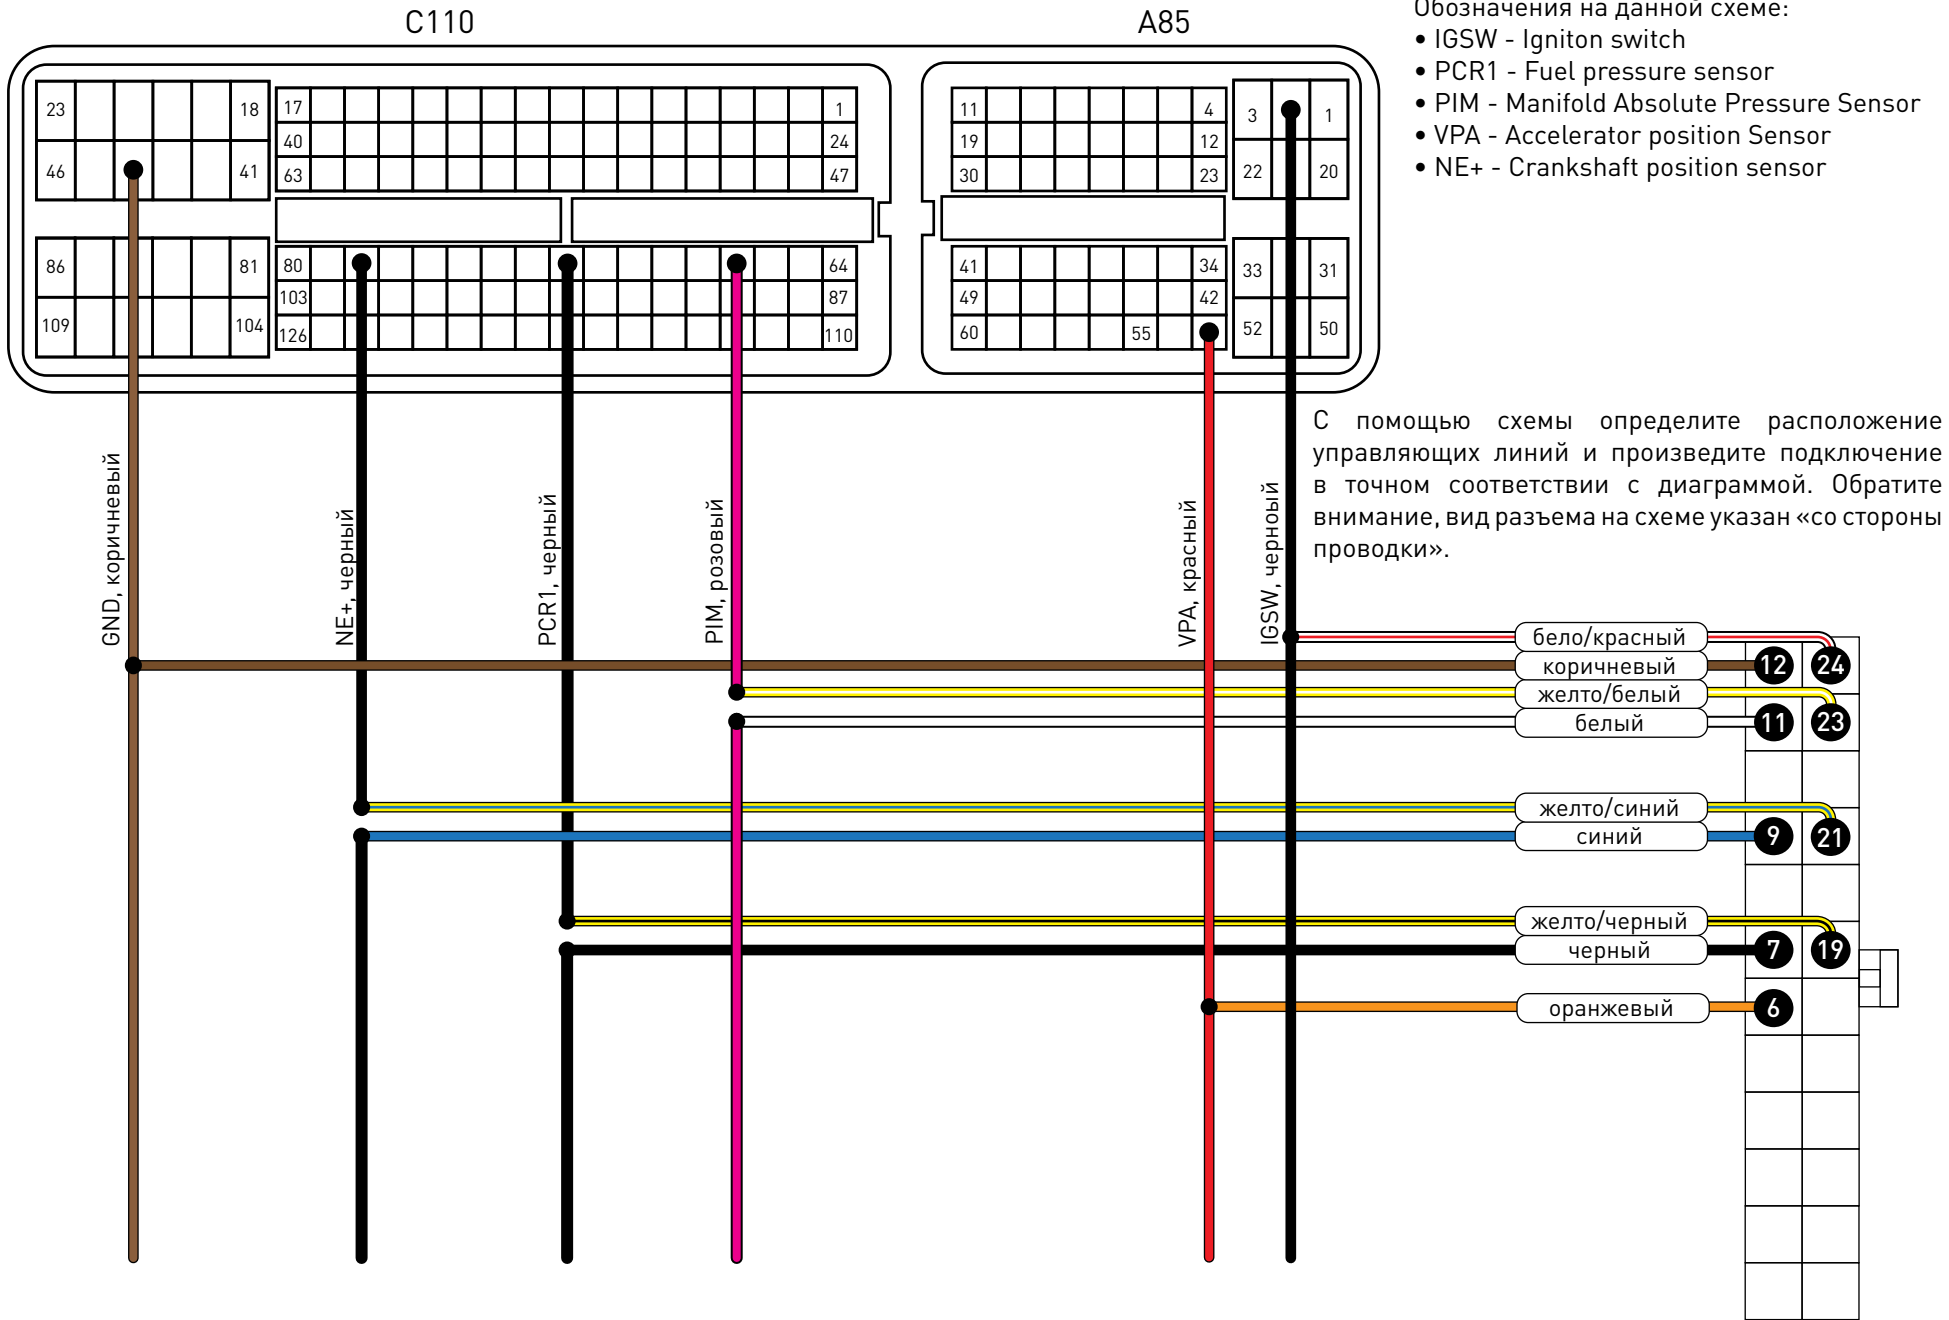 C110
A85
Обозначения на данной схеме:
• IGSW - Igniton switch
• PCR1 - Fuel pressure sensor
• PIM - Manifold Absolute Pressure Sensor
• VPA - Accelerator position Sensor
• NE+ - Crankshaft position sensor
23 18 17 1
40 24
46 41 63 47
86 81 80 64
103 87
109 104 126 110
11 4 3 1
19 12
30 23 22 20
41 34 33 31
49 42
60 55 52 50
С помощью схемы определите расположение
управляющих линий и произведите подключение
в точном соответствии с диаграммой. Обратите
внимание, вид разъема на схеме указан «со стороны
проводки».
GND, коричневый
NE+, черный
PCR1, черный
PIM, розовый
VPA, красный
IGSW, черноый
бело/красный
коричневый 12 24
желто/белый
белый 11 23
желто/синий
синий 9 21
желто/черный
черный 7 19
оранжевый 6